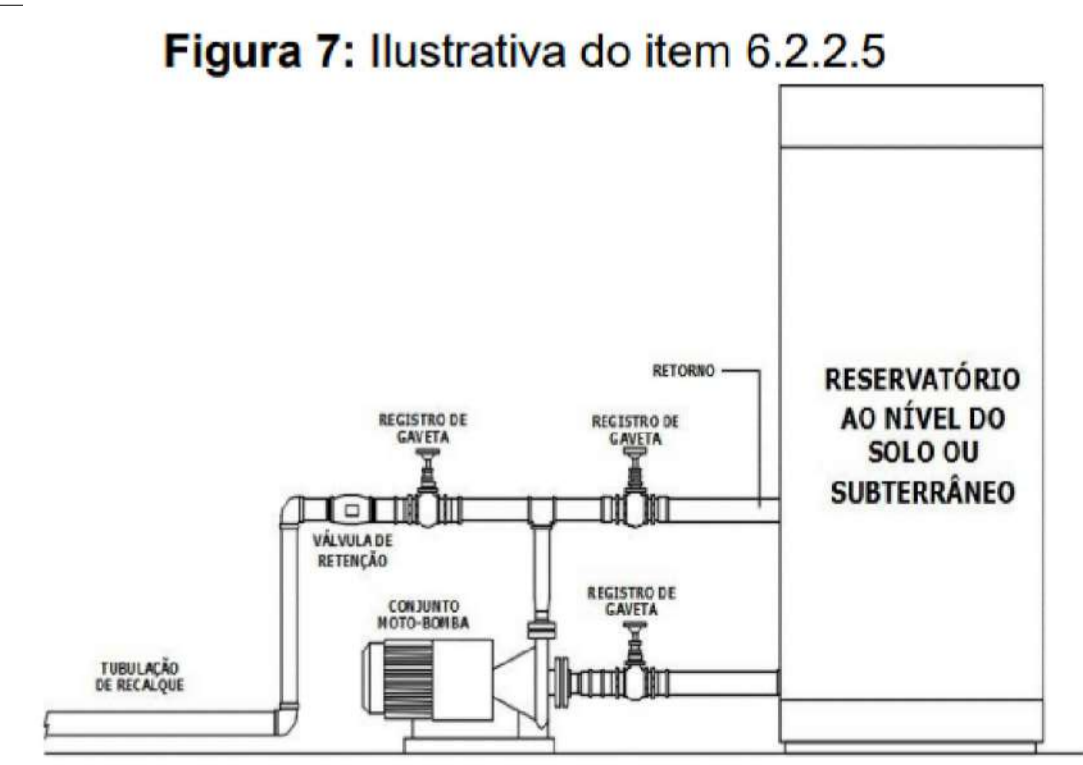 Figura 7: Ilustrativa do item 6.2.2.5
RETORNO
RESERVATÓRIO
AO NÍVEL DO
SOLO OU
SUBTERRÂNEO
REGISTRO DE
GAVETA
REGISTRO DE
GAVETA
VÁLVULA DE
RETENÇÃO
REGISTRO DE
GAVETA
CONJUNTO
MOTO-BOMBA
TUBULAÇÃO
DE RECALQUE